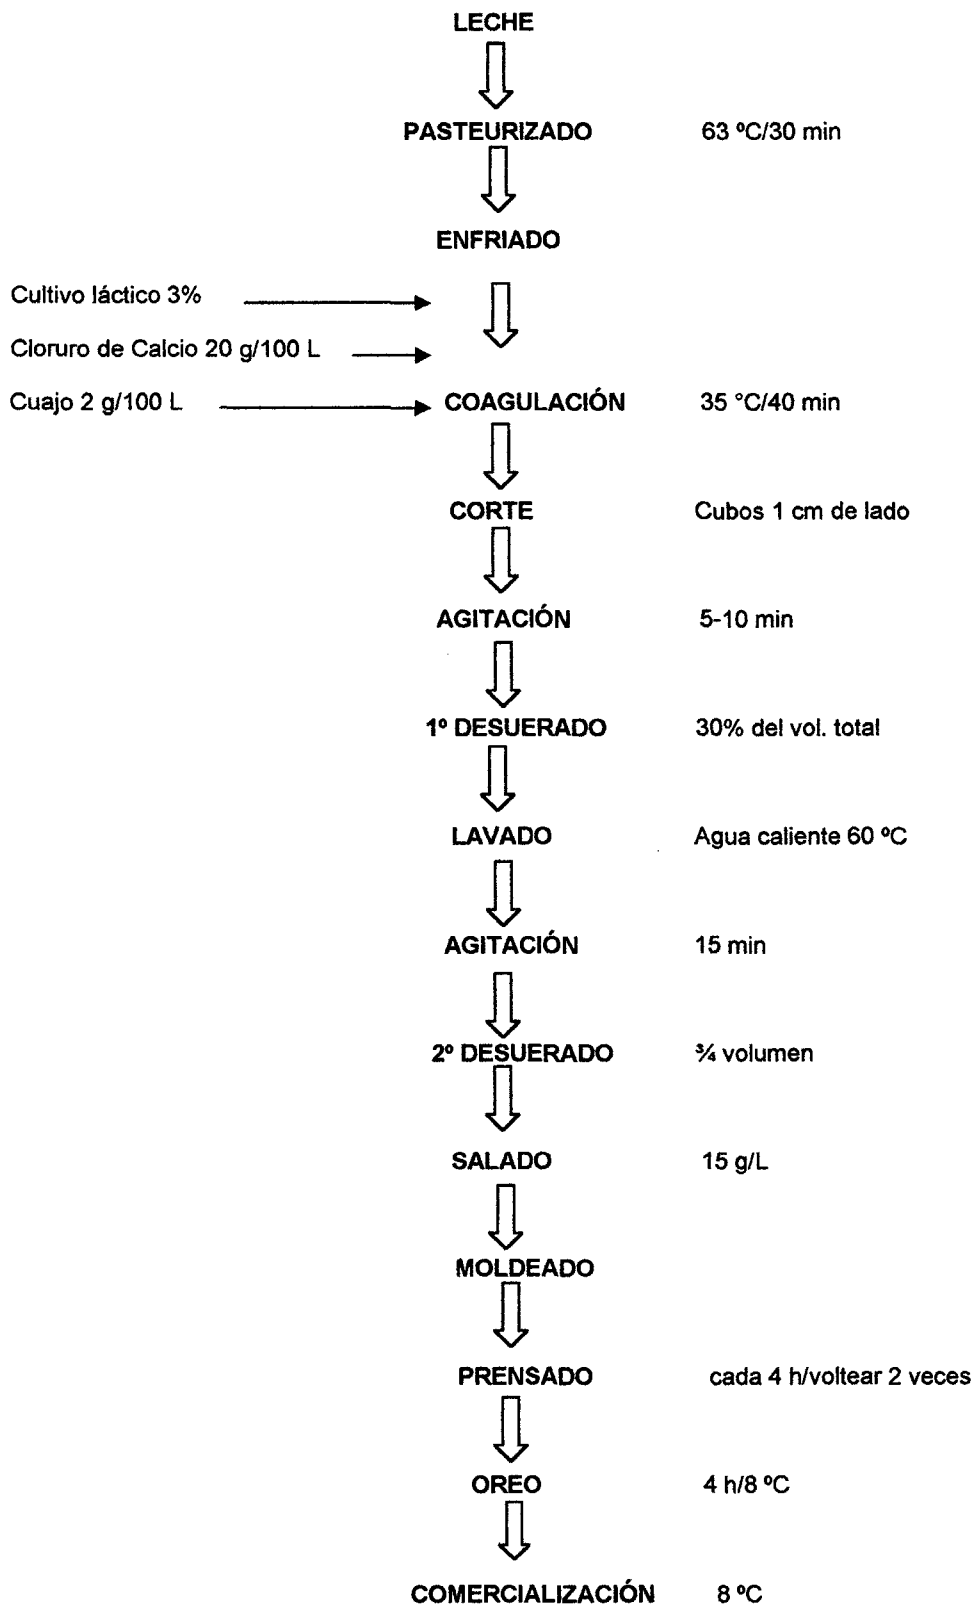 LECHE
PASTEURIZADO 63 ºC/30 min
ENFRIADO
Cultivo láctico 3%
Cloruro de Calcio 20 g/100 L
Cuajo 2 g/100 L COAGULACIÓN 35 °C/40 min
CORTE Cubos 1 cm de lado
AGITACIÓN 5-10 min
1º DESUERADO 30% del vol. total
LAVADO Agua caliente 60 ºC
AGITACIÓN 15 min
2º DESUERADO ¾ volumen
SALADO 15 g/L
MOLDEADO
PRENSADO cada 4 h/voltear 2 veces
OREO 4 h/8 ºC
COMERCIALIZACIÓN 8 ºC